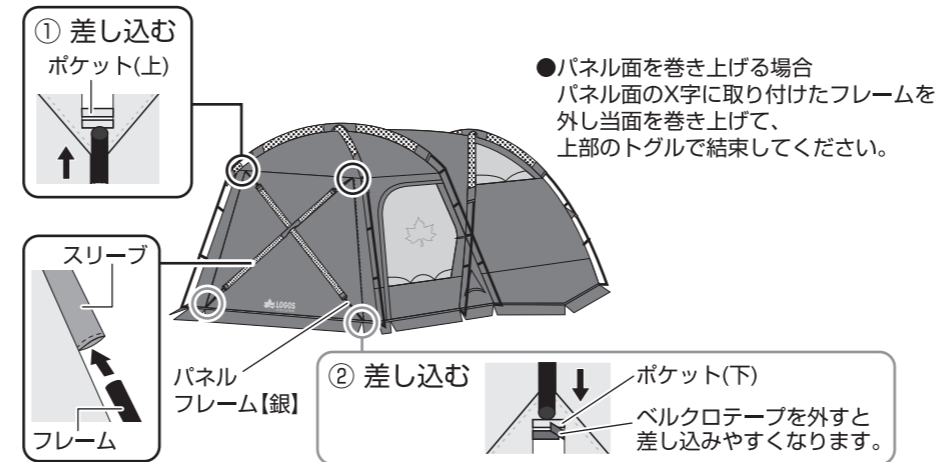 ① 差し込む
ポケット(上)
●パネル面を巻き上げる場合
パネル面のX字に取り付けたフレームを
外し当面を巻き上げて、
上部のトグルで結束してください。
スリーブ
フレーム
LOGOS
パネル
フレーム【銀】
② 差し込む
ポケット(下)
ベルクロテープを外すと
差し込みやすくなります。